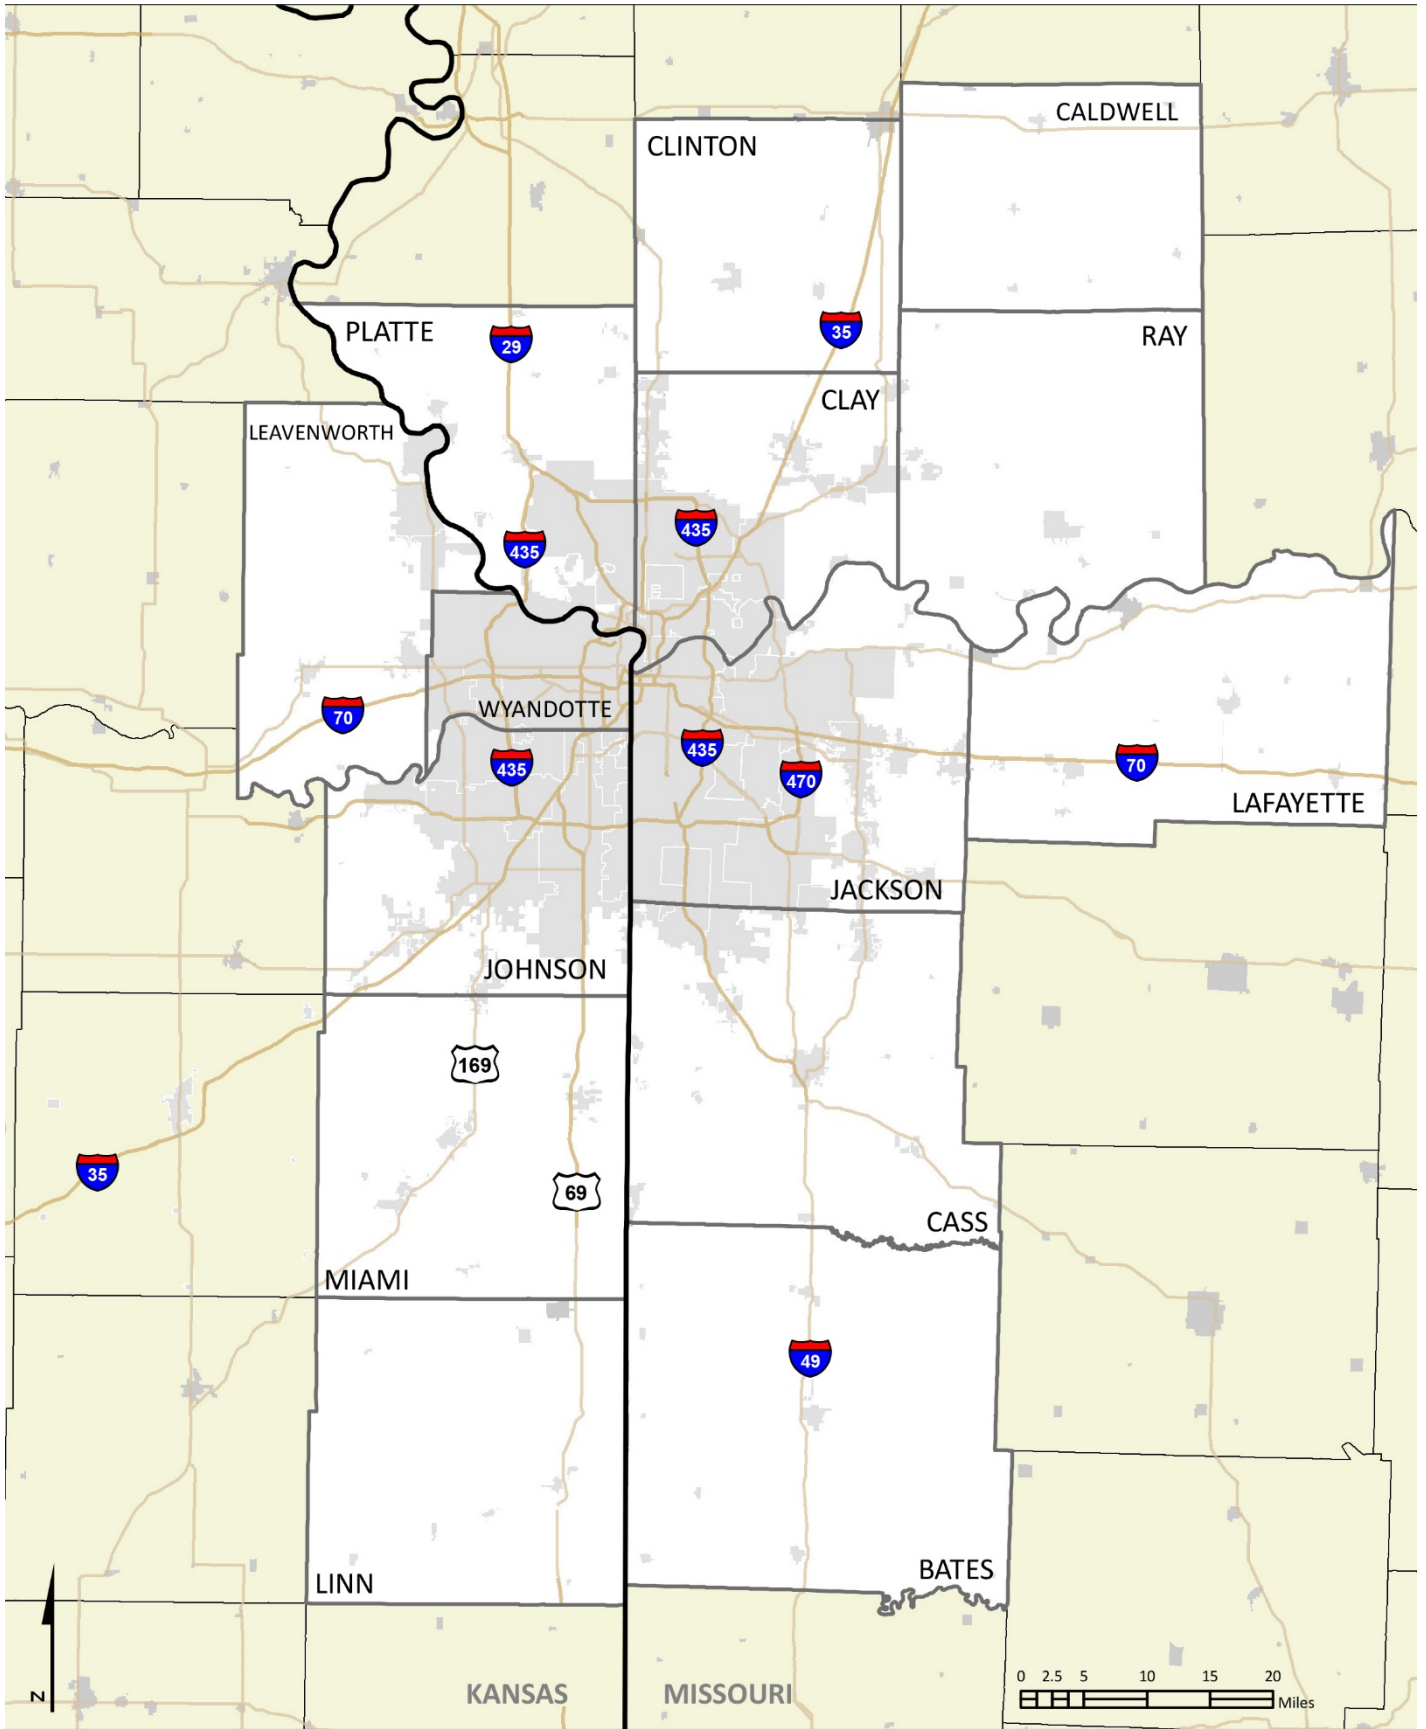 CALDWELL
CLINTON
PLATTE
29
35
RAY
CLAY
LEAVENWORTH
435
435
70
WYANDOTTE
435
435
470
70
LAFAYETTE
JACKSON
JOHNSON
169
35
69
CASS
MIAMI
49
BATES
LINN
N
KANSAS
MISSOURI
0 2.5 5 10 15 20
Miles